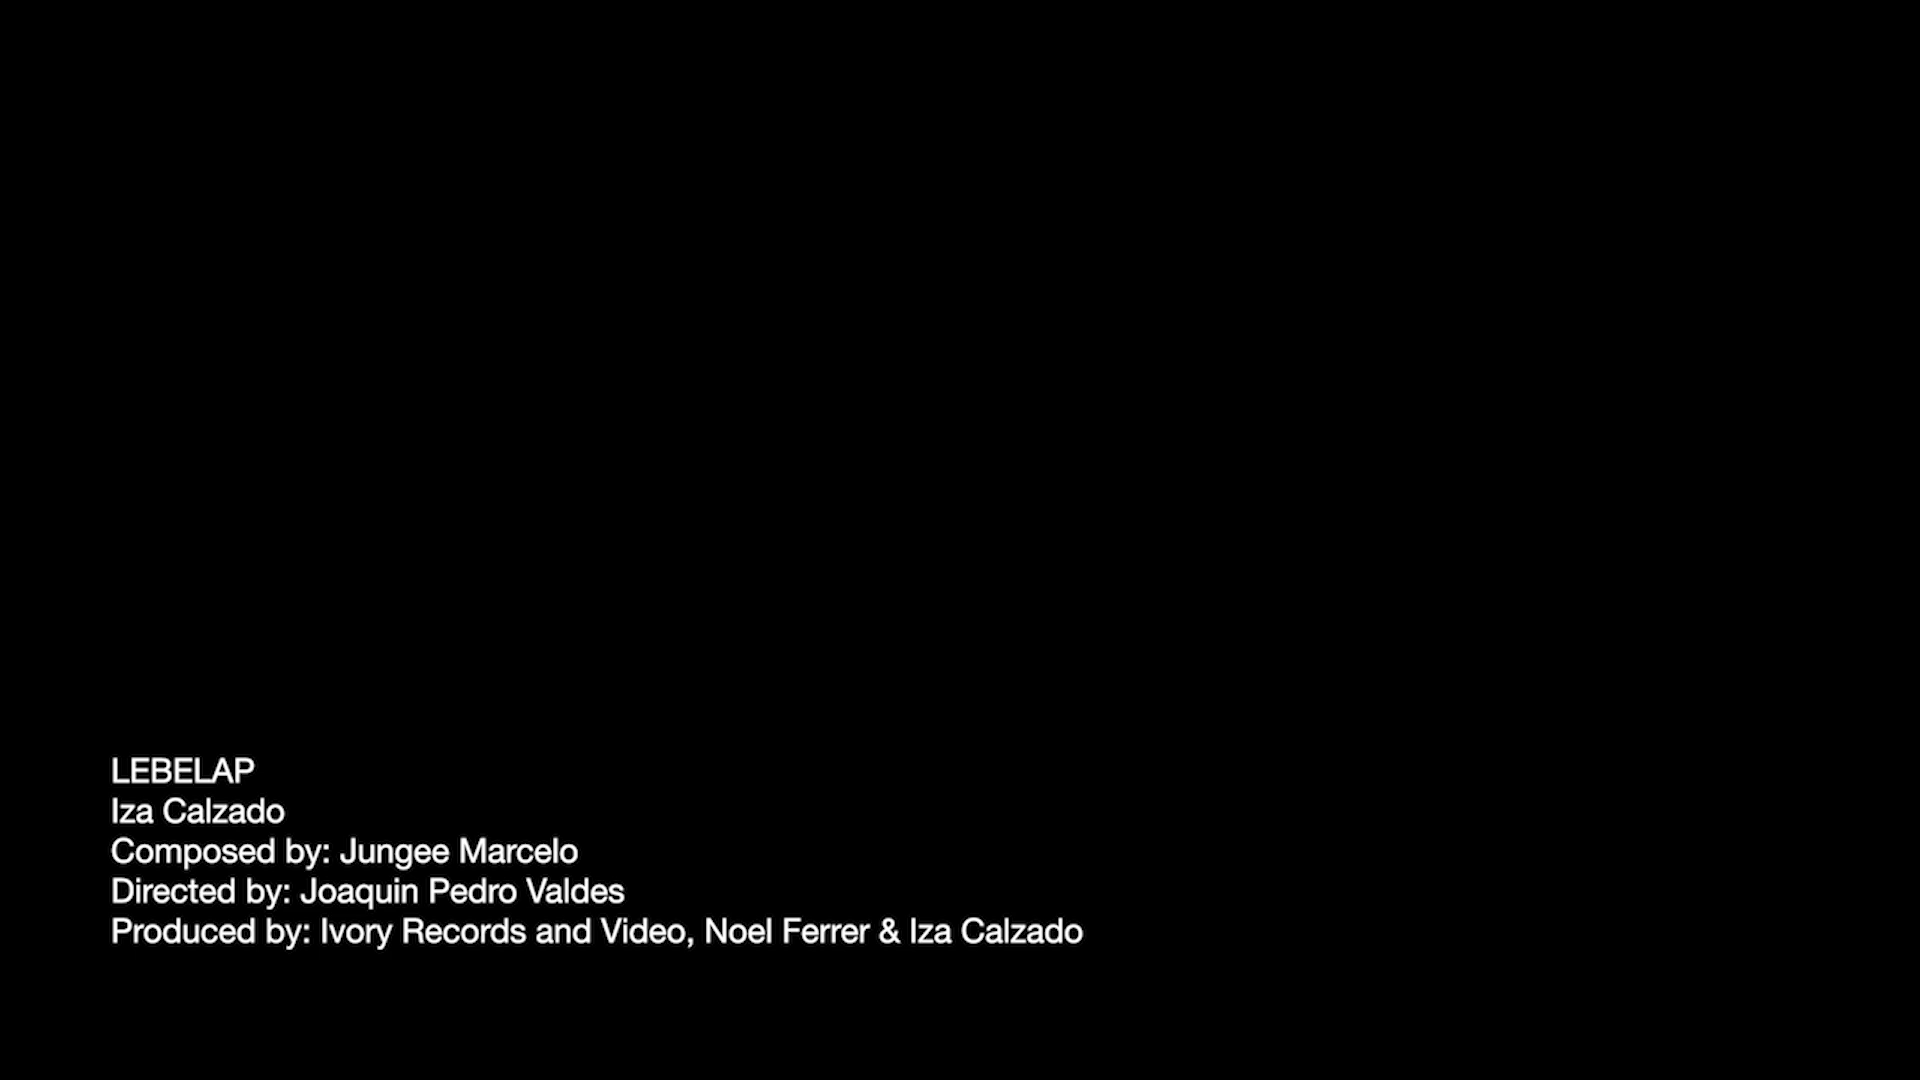 LEBELAP
Iza Calzado
Composed by: Jungee Marcelo
Directed by: Joaquin Pedro Valdes
Produced by: Ivory Records and Video, Noel Ferrer & Iza Calzado